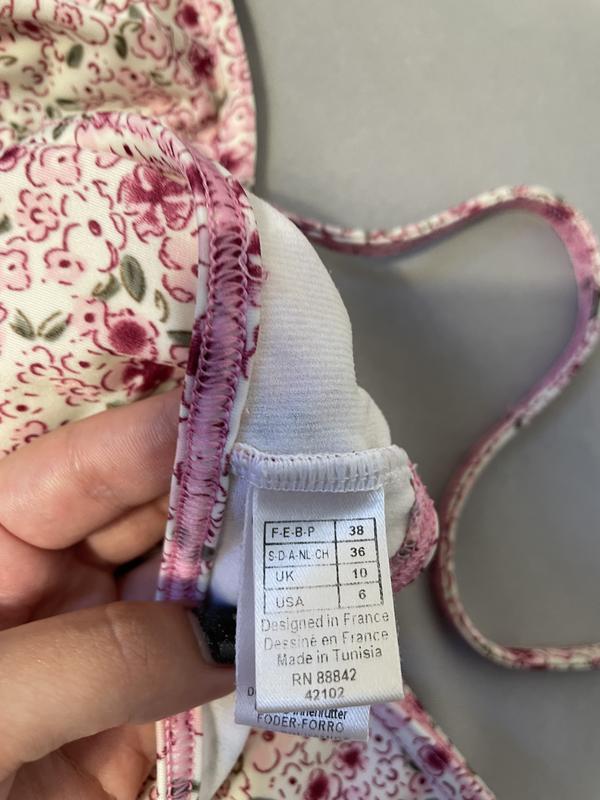 F-E-B-P 38
S-D-A-NL-CH 36
UK 10
USA 6
Designed in France
Dessiné en France
Made in Tunisia
RN 88842
42102
FODER-FORRO